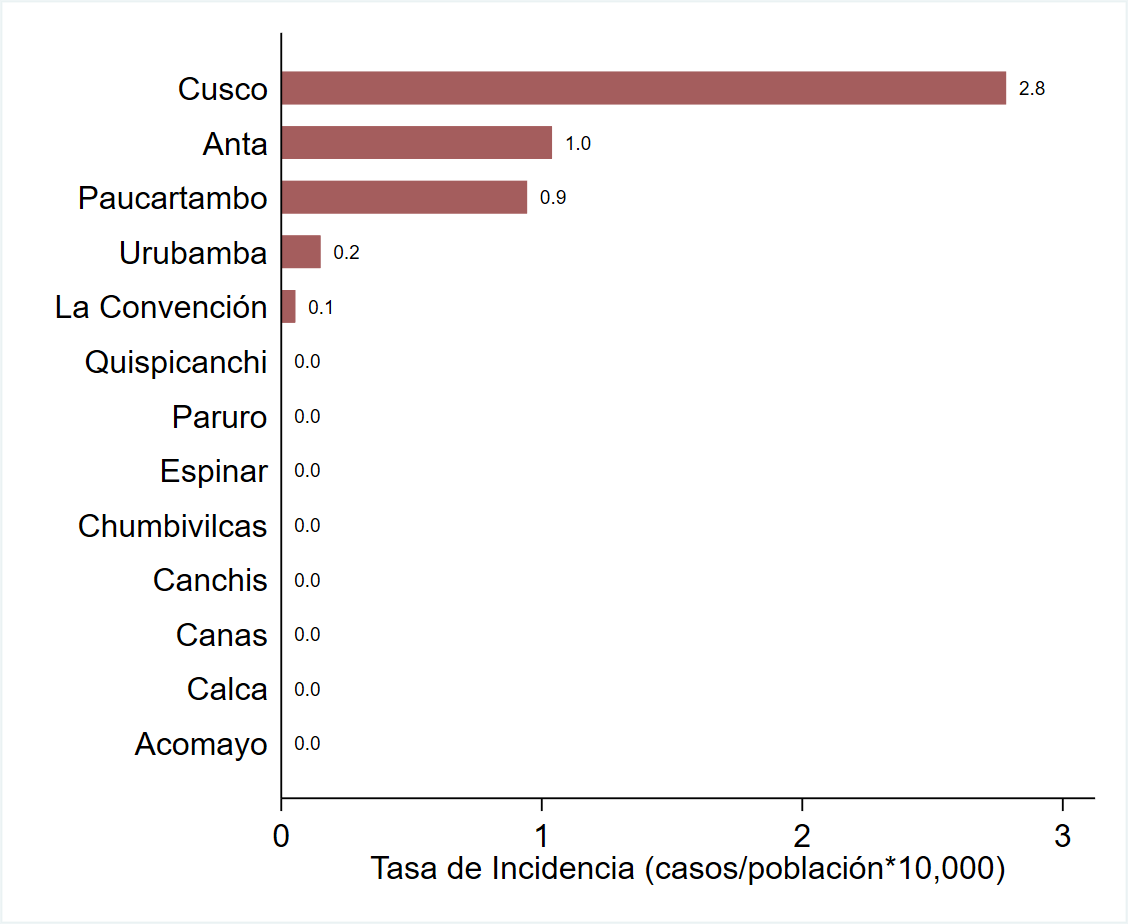 Cusco 2.8
Anta 1.0
Paucartambo 0.9
Urubamba 0.2
La Convención 0.1
Quispicanchi 0.0
Paruro 0.0
Espinar 0.0
Chumbivilcas 0.0
Canchis 0.0
Canas 0.0
Calca 0.0
Acomayo 0.0
0 1 2 3
Tasa de Incidencia (casos/población*10,000)